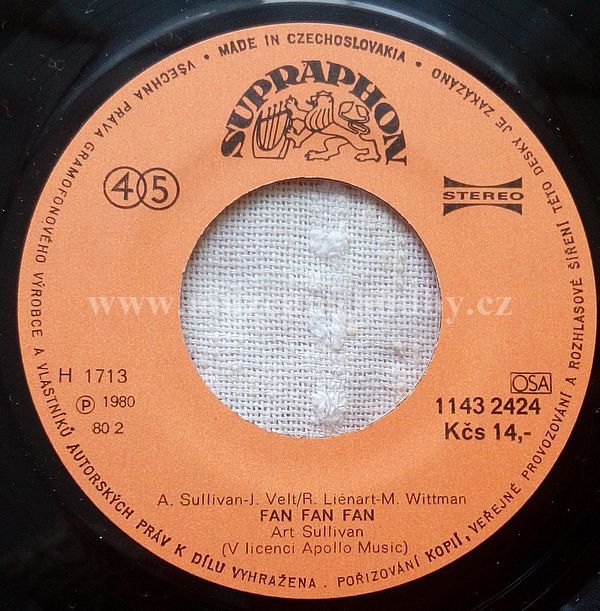 VŠECHNA PRÁVA GRAMOFONOVÉHO VÝROBCE A VLASTNÍKŮ AUTORSKÝCH PRÁV K DÍLU VYHRAŽENA . POŘIZOVÁNÍ KOPIÍ, VEŘEJNÉ PROVOZOVÁNÍ A ROZHLASOVÉ ŠÍŘENÍ TÉTO DESKY JE ZAKÁZÁNO
• MADE IN CZECHOSLOVAKIA •
SUPRAPHON
45
STEREO
H 1713
Ⓟ 1980
80 2
OSA
1143 2424
Kčs 14,-
A. Sullivan-J. Velt/R. Liénart-M. Wittman
FAN FAN FAN
Art Sullivan
(V licenci Apollo Music)